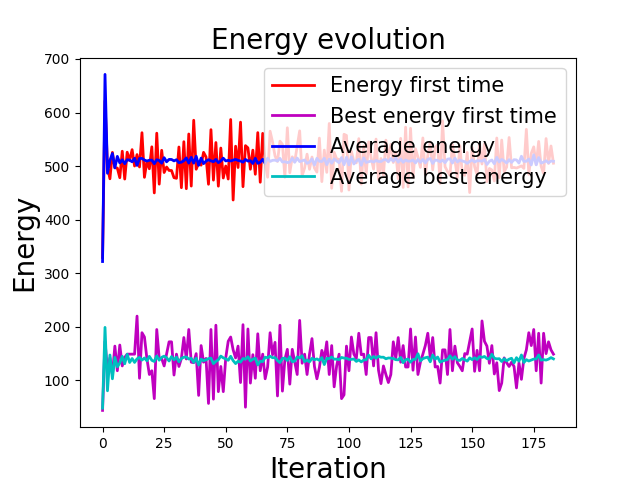 Energy evolution
700
600
500
400
300
200
100
Energy
Energy first time
Best energy first time
Average energy
Average best energy
0 25 50 75 100 125 150 175
Iteration